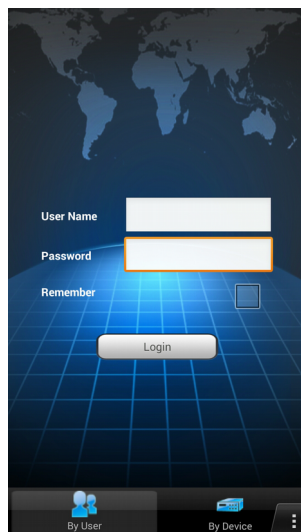 User Name
Password
Remember
Login
By User
By Device